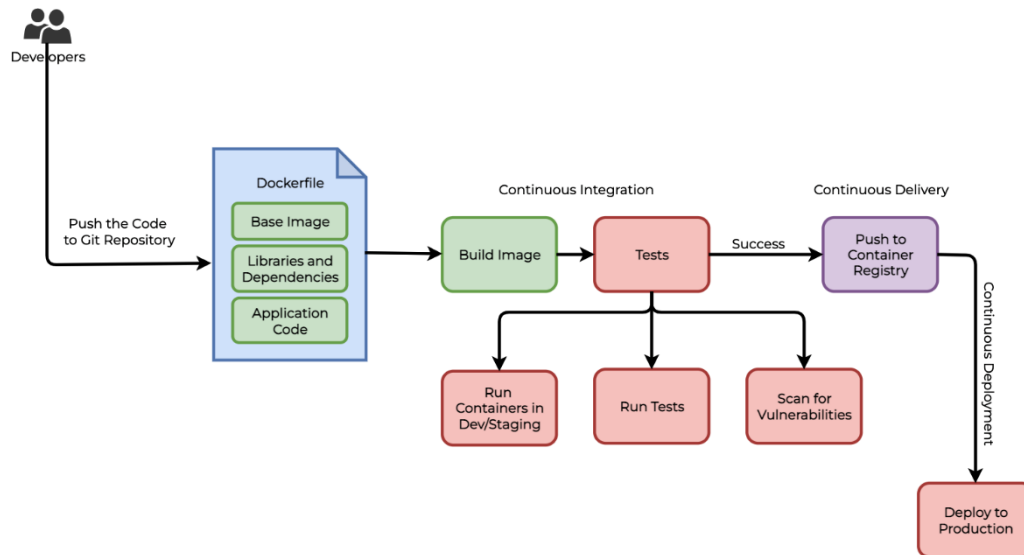 Developers
Push the Code
to Git Repository
Dockerfile
Base Image
Libraries and
Dependencies
Application
Code
Continuous Integration
Build Image
Tests
Success
Continuous Delivery
Push to
Container
Registry
Continuous Deployment
Run
Containers in
Dev/Staging
Run Tests
Scan for
Vulnerabilities
Deploy to
Production